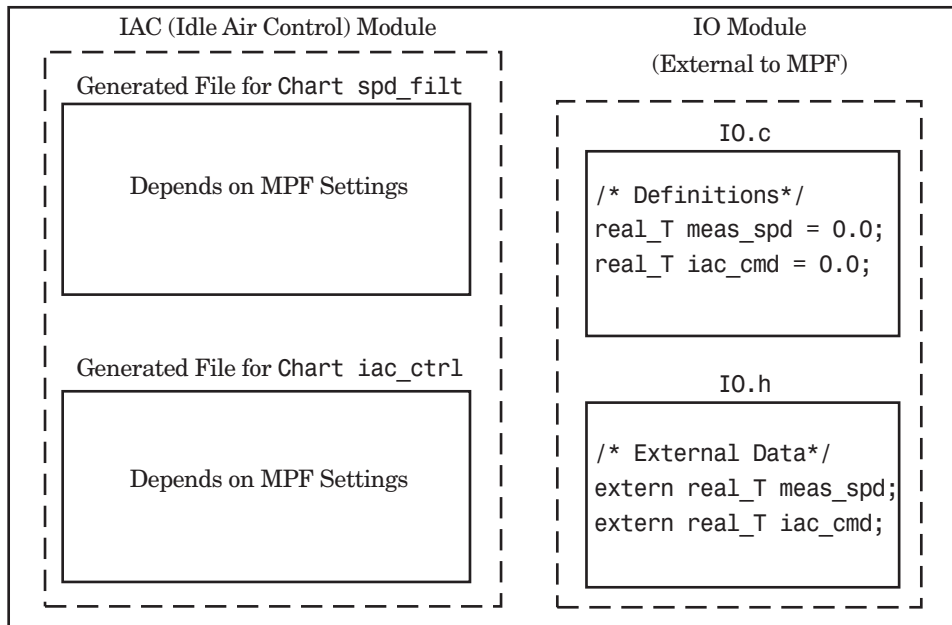 IAC (Idle Air Control) Module
Generated File for Chart spd_filt
Depends on MPF Settings
Generated File for Chart iac_ctrl
Depends on MPF Settings
IO Module
(External to MPF)
IO.c
/* Definitions*/
real_T meas_spd = 0.0;
real_T iac_cmd = 0.0;
IO.h
/* External Data*/
extern real_T meas_spd;
extern real_T iac_cmd;